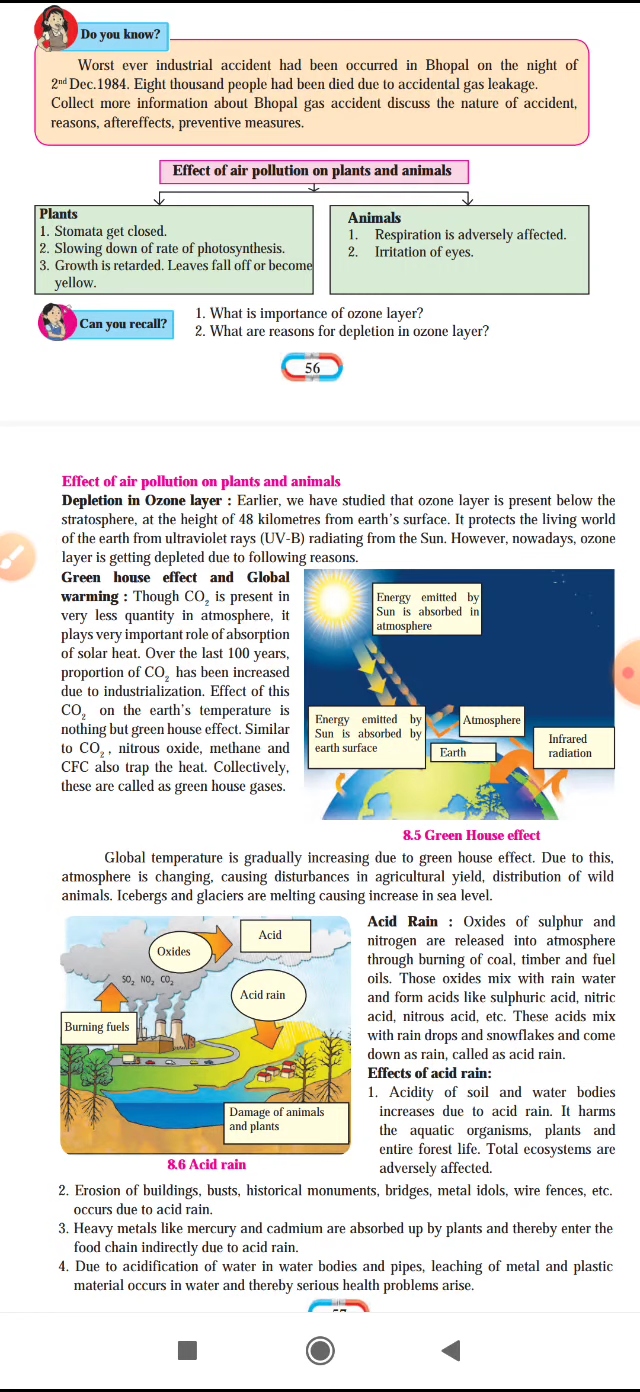 Do you know?
Worst ever industrial accident had been occurred in Bhopal on the night of
2nd Dec.1984. Eight thousand people had been died due to accidental gas leakage.
Collect more information about Bhopal gas accident discuss the nature of accident,
reasons, aftereffects, preventive measures.
Effect of air pollution on plants and animals
Plants
1. Stomata get closed.
2. Slowing down of rate of photosynthesis.
3. Growth is retarded. Leaves fall off or become
yellow.
Animals
1. Respiration is adversely affected.
2. Irritation of eyes.
Can you recall?
1. What is importance of ozone layer?
2. What are reasons for depletion in ozone layer?
56
Effect of air pollution on plants and animals
Depletion in Ozone layer : Earlier, we have studied that ozone layer is present below the
stratosphere, at the height of 48 kilometres from earth's surface. It protects the living world
of the earth from ultraviolet rays (UV-B) radiating from the Sun. However, nowadays, ozone
layer is getting depleted due to following reasons.
Green house effect and Global
warming : Though CO₂ is present in
very less quantity in atmosphere, it
plays very important role of absorption
of solar heat. Over the last 100 years,
proportion of CO₂ has been increased
due to industrialization. Effect of this
CO₂ on the earth's temperature is
nothing but green house effect. Similar
to CO₂, nitrous oxide, methane and
CFC also trap the heat. Collectively,
these are called as green house gases.
Energy emitted by
Sun is absorbed in
atmosphere
Energy emitted by
Sun is absorbed by
earth surface
Atmosphere
Earth
Infrared
radiation
8.5 Green House effect
Global temperature is gradually increasing due to green house effect. Due to this,
atmosphere is changing, causing disturbances in agricultural yield, distribution of wild
animals. Icebergs and glaciers are melting causing increase in sea level.
Oxides
Acid
SO₂ NO₂ CO₂
Acid rain
Burning fuels
Damage of animals
and plants
8.6 Acid rain
Acid Rain : Oxides of sulphur and
nitrogen are released into atmosphere
through burning of coal, timber and fuel
oils. Those oxides mix with rain water
and form acids like sulphuric acid, nitric
acid, nitrous acid, etc. These acids mix
with rain drops and snowflakes and come
down as rain, called as acid rain.
Effects of acid rain:
1. Acidity of soil and water bodies
increases due to acid rain. It harms
the aquatic organisms, plants and
entire forest life. Total ecosystems are
adversely affected.
2. Erosion of buildings, busts, historical monuments, bridges, metal idols, wire fences, etc.
occurs due to acid rain.
3. Heavy metals like mercury and cadmium are absorbed up by plants and thereby enter the
food chain indirectly due to acid rain.
4. Due to acidification of water in water bodies and pipes, leaching of metal and plastic
material occurs in water and thereby serious health problems arise.